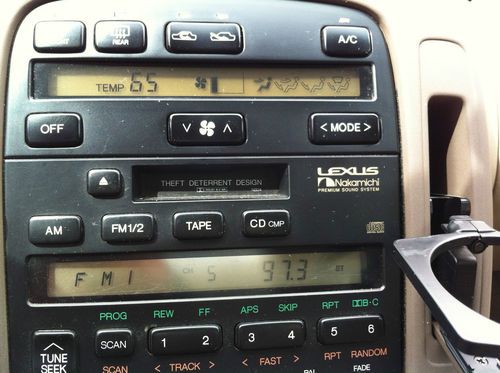 REAR
A/C
TEMP 65
OFF
< MODE >
THEFT DETERRENT DESIGN
LEXUS
Nakamichi
PREMIUM SOUND SYSTEM
AM
FM1/2
TAPE
CD CMP
FM1 CH 5 97.3
PROG REW FF APS SKIP RPT B·C
SCAN 1 2 3 4 5 6
TUNE
SEEK
SCAN < TRACK > < FAST > RPT RANDOM
BAL FADE